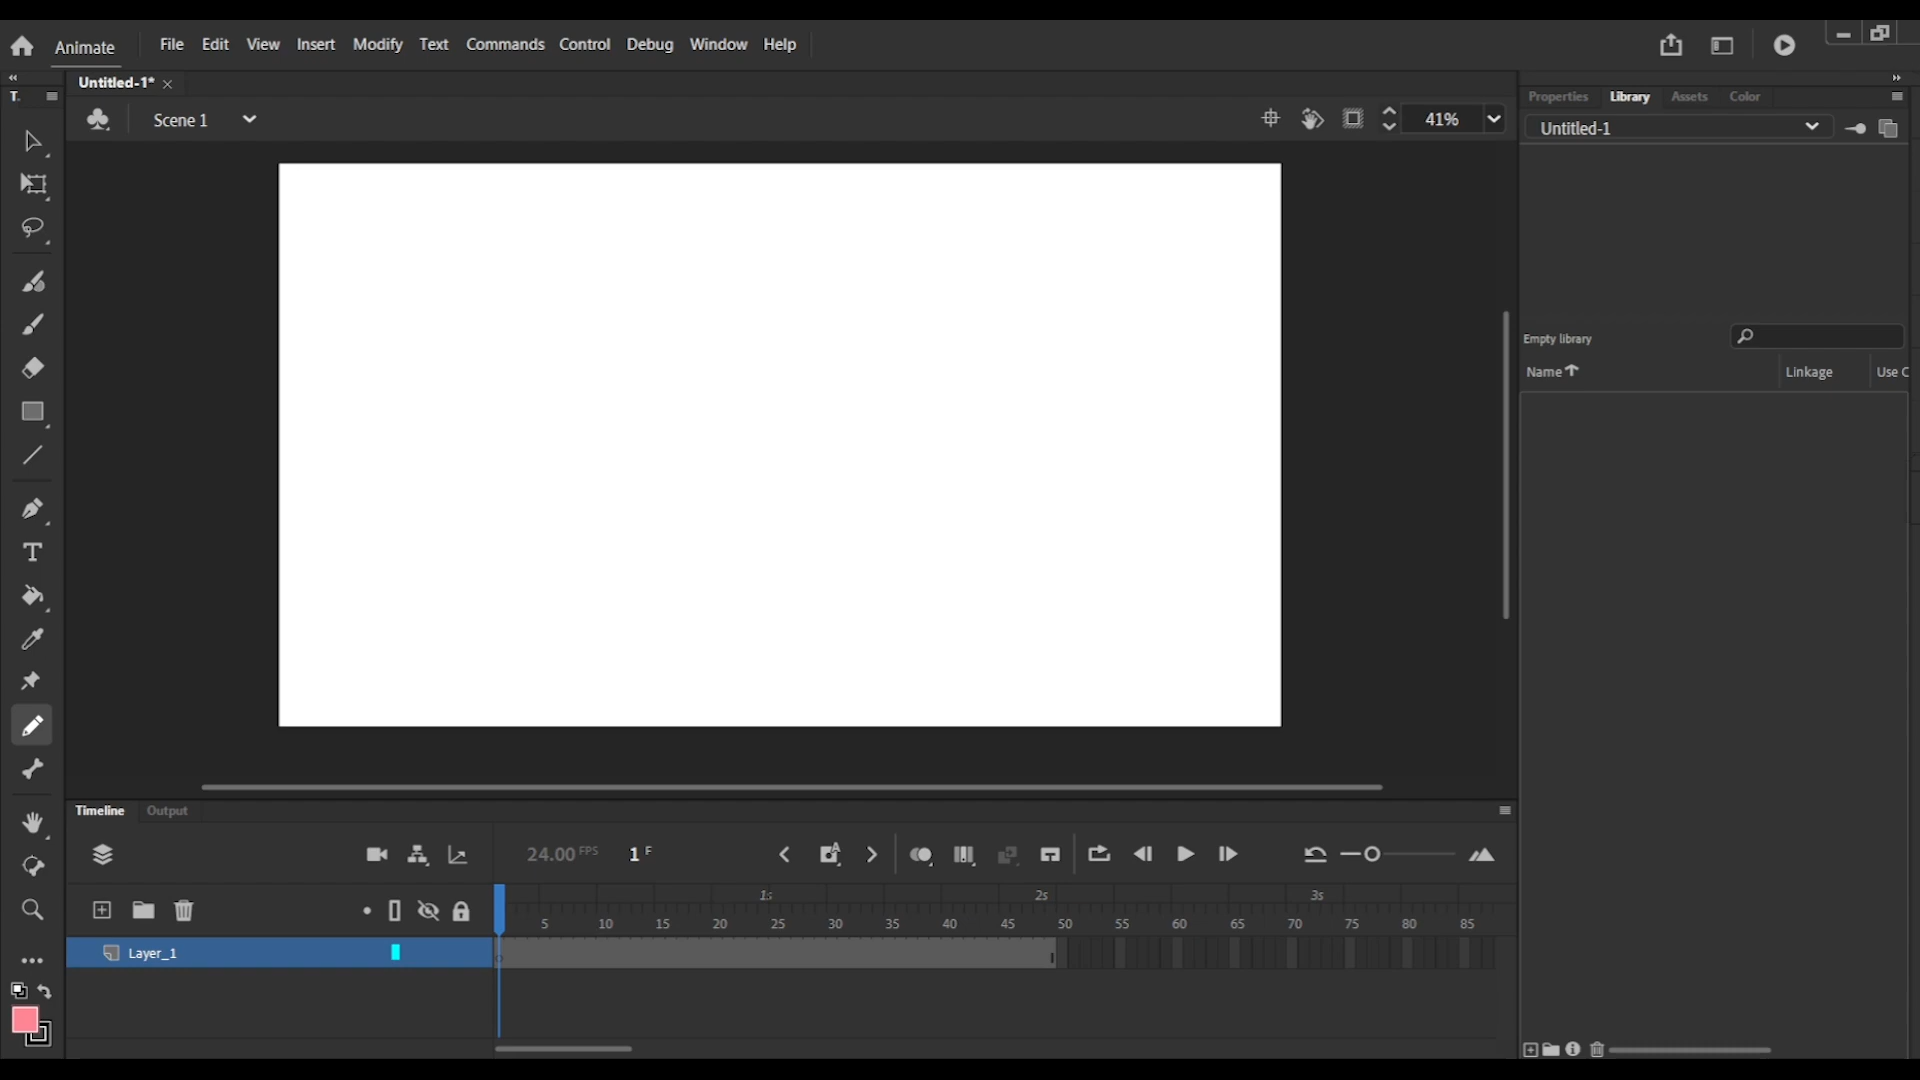 Animate File Edit View Insert Modify Text Commands Control Debug Window Help
Untitled-1*
T.
Scene 1
41%
Properties Library Assets Color
Untitled-1
Empty library
Name Linkage Use C
Timeline Output
24.00 FPS 1 F
1s 2s 3s
5 10 15 20 25 30 35 40 45 50 55 60 65 70 75 80 85
Layer_1